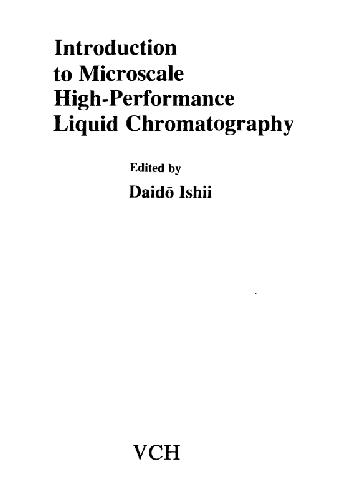 Introduction
to Microscale
High-Performance
Liquid Chromatography
Edited by
Daidō Ishii
VCH